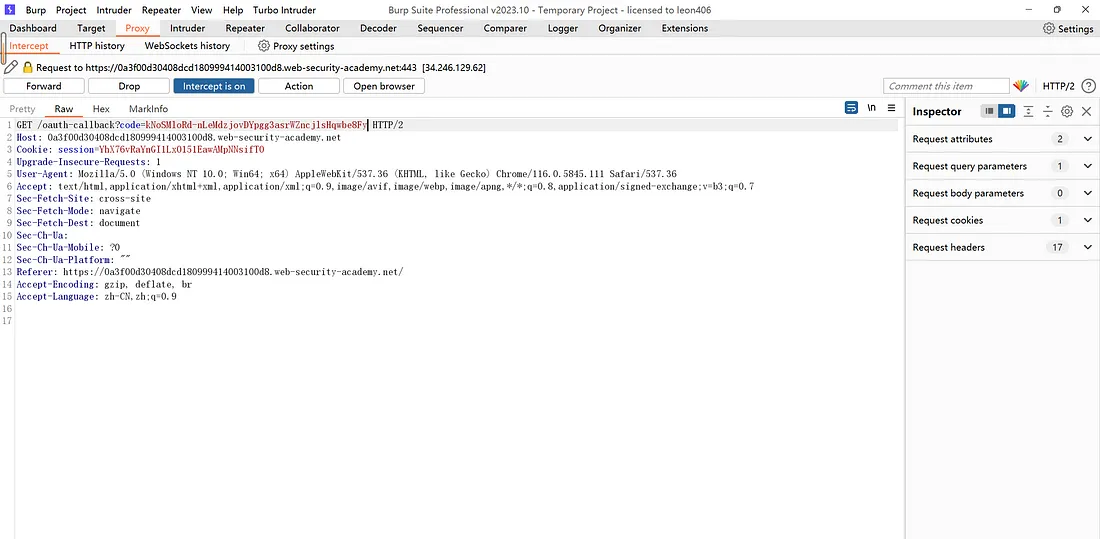 Burp Project Intruder Repeater View Help Turbo Intruder Burp Suite Professional v2023.10 - Temporary Project - licensed to leon406
Dashboard Target Proxy Intruder Repeater Collaborator Decoder Sequencer Comparer Logger Organizer Extensions Settings
Intercept HTTP history WebSockets history Proxy settings
Request to https://0a3f00d30408dcd180999414003100d8.web-security-academy.net:443 [34.246.129.62]
Forward Drop Intercept is on Action Open browser Comment this item HTTP/2 ?
Pretty Raw Hex MarkInfo \n Inspector
1 GET /oauth-callback?code=kNoSMloRd-nLeMdzjovDYpgg3asrWZncjlsHqwbe8Fy HTTP/2
2 Host: 0a3f00d30408dcd180999414003100d8.web-security-academy.net
3 Cookie: session=YhX76vRaYnGI1Lx0151EawAMpNNsifT0
4 Upgrade-Insecure-Requests: 1
5 User-Agent: Mozilla/5.0 (Windows NT 10.0; Win64; x64) AppleWebKit/537.36 (KHTML, like Gecko) Chrome/116.0.5845.111 Safari/537.36
6 Accept: text/html,application/xhtml+xml,application/xml;q=0.9,image/avif,image/webp,image/apng,*/*;q=0.8,application/signed-exchange;v=b3;q=0.7
7 Sec-Fetch-Site: cross-site
8 Sec-Fetch-Mode: navigate
9 Sec-Fetch-Dest: document
10 Sec-Ch-Ua:
11 Sec-Ch-Ua-Mobile: ?0
12 Sec-Ch-Ua-Platform: ""
13 Referer: https://0a3f00d30408dcd180999414003100d8.web-security-academy.net/
14 Accept-Encoding: gzip, deflate, br
15 Accept-Language: zh-CN,zh;q=0.9
16
17
Request attributes 2
Request query parameters 1
Request body parameters 0
Request cookies 1
Request headers 17